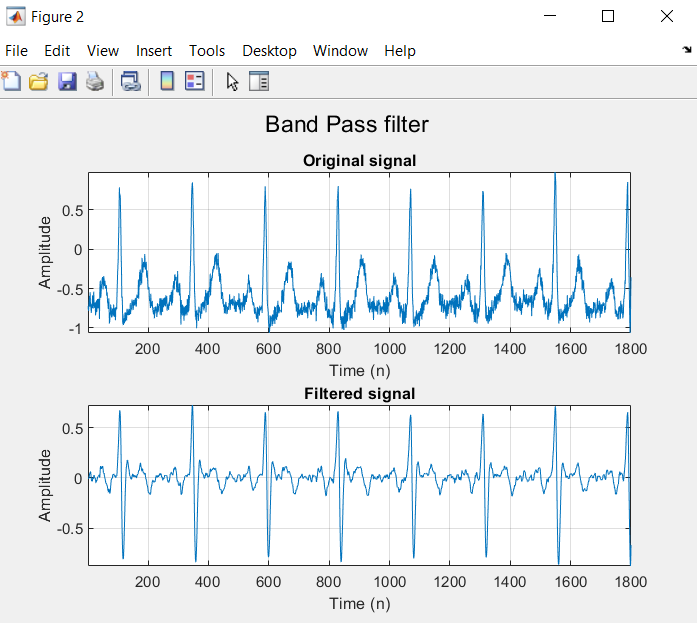 Figure 2
File Edit View Insert Tools Desktop Window Help
Band Pass filter
Original signal
Amplitude
0.5
0
-0.5
-1
200 400 600 800 1000 1200 1400 1600 1800
Time (n)
Filtered signal
Amplitude
0.5
0
-0.5
200 400 600 800 1000 1200 1400 1600 1800
Time (n)